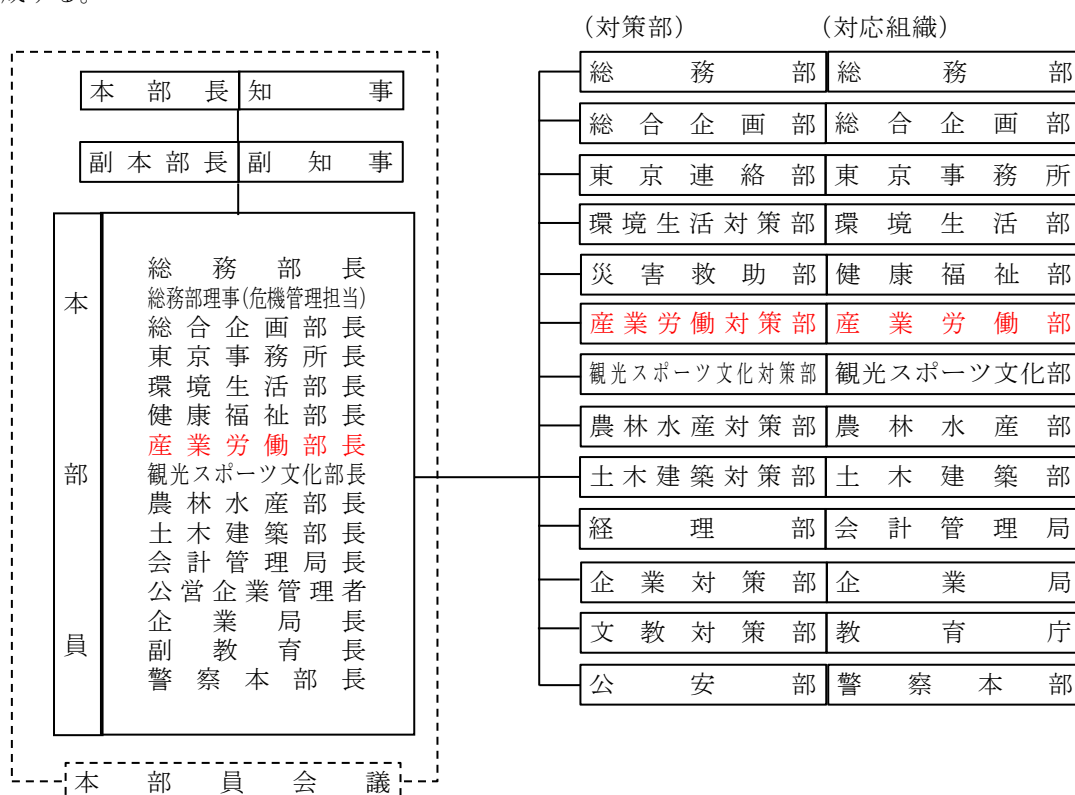 成する。
(対策部) (対応組織)
本部長 知事
副本部長 副知事
本部員
総務部長
総務部理事(危機管理担当)
総合企画部長
東京事務所長
環境生活部長
健康福祉部長
産業労働部長
観光スポーツ文化部長
農林水産部長
土木建築部長
会計管理局長
公営企業管理者
企業局長
副教育長
警察本部長
本部員会議
総務部 総務部
総合企画部 総合企画部
東京連絡部 東京事務所
環境生活対策部 環境生活部
災害救助部 健康福祉部
産業労働対策部 産業労働部
観光スポーツ文化対策部 観光スポーツ文化部
農林水産対策部 農林水産部
土木建築対策部 土木建築部
経理部 会計管理局
企業対策部 企業局
文教対策部 教育庁
公安部 警察本部